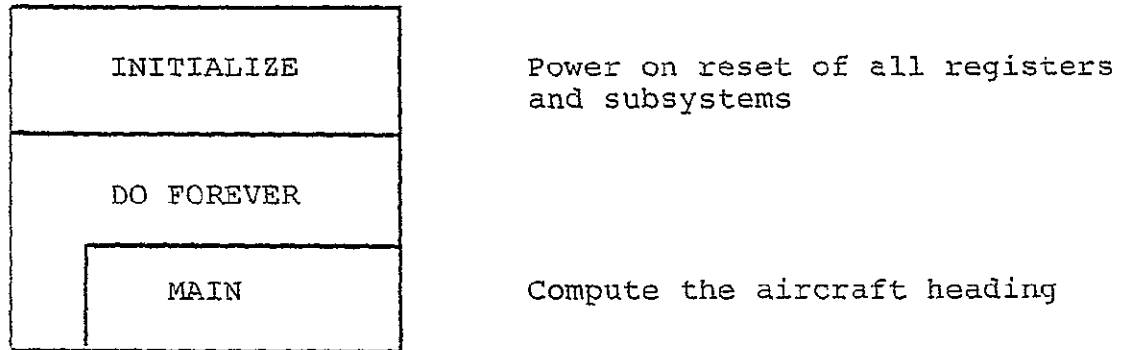 INITIALIZE
Power on reset of all registers
and subsystems
DO FOREVER
MAIN
Compute the aircraft heading